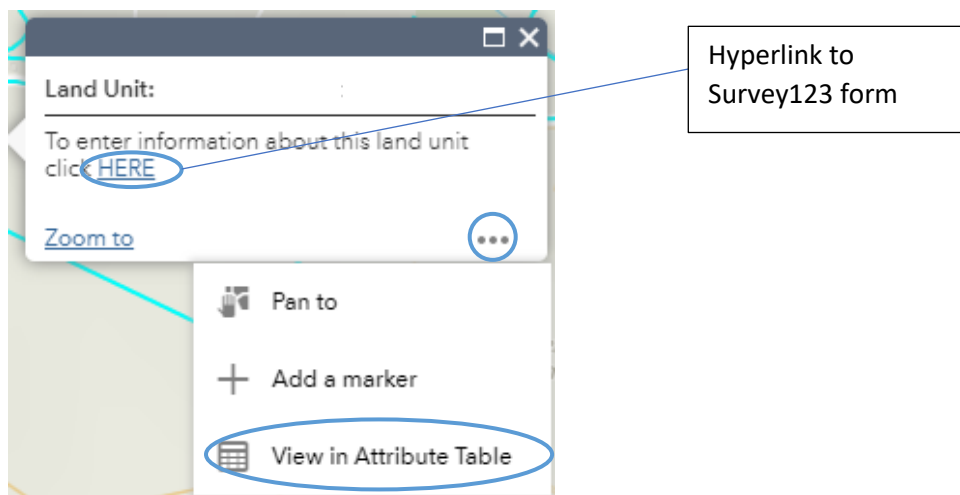 Land Unit:
To enter information about this land unit
click HERE
Zoom to
Pan to
Add a marker
View in Attribute Table
Hyperlink to
Survey123 form